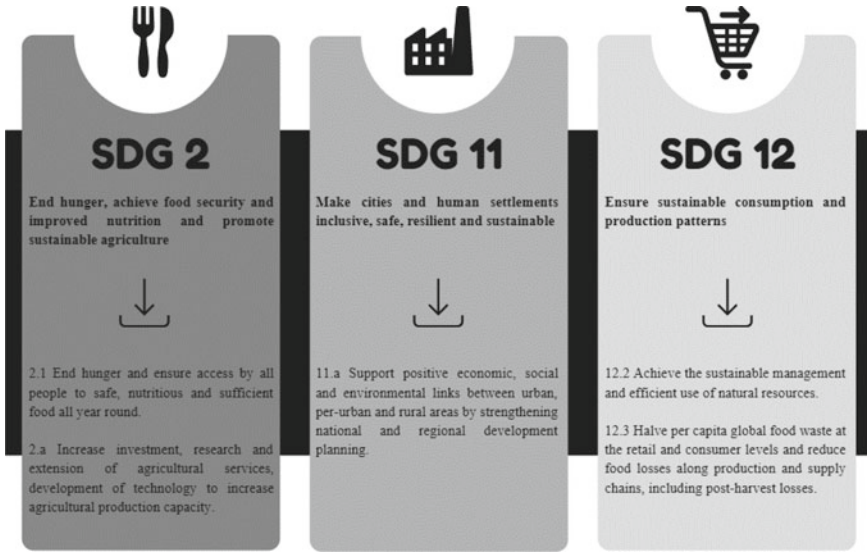 SDG 2
End hunger, achieve food security and
improved nutrition and promote
sustainable agriculture
2.1 End hunger and ensure access by all
people to safe, nutritious and sufficient
food all year round.
2.a Increase investment, research and
extension of agricultural services,
development of technology to increase
agricultural production capacity.
SDG 11
Make cities and human settlements
inclusive, safe, resilient and sustainable
11.a Support positive economic, social
and environmental links between urban,
per-urban and rural areas by strengthening
national and regional development
planning.
SDG 12
Ensure sustainable consumption and
production patterns
12.2 Achieve the sustainable management
and efficient use of natural resources.
12.3 Halve per capita global food waste at
the retail and consumer levels and reduce
food losses along production and supply
chains, including post-harvest losses.